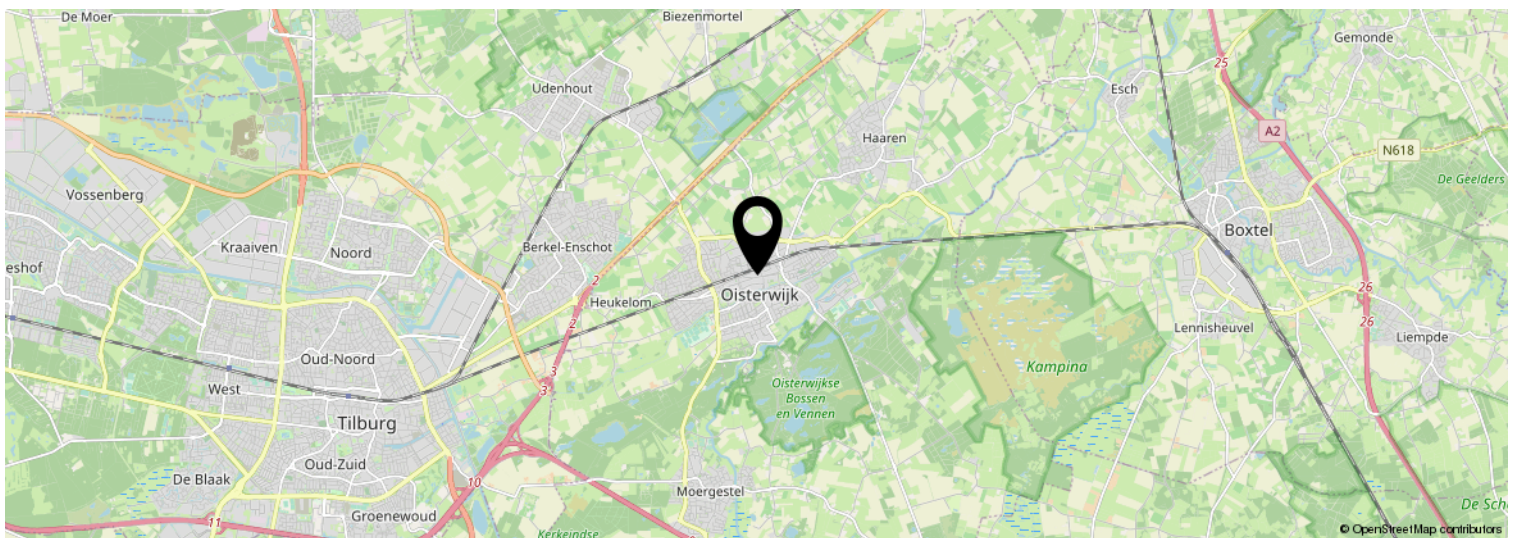 De Moer
Biezenmortel
Gemonde
25
Udenhout
Esch
A2
Haaren
N618
De Geelders
Vossenberg
Boxtel
Kraaiven
Noord
Berkel-Enschot
2
Heukelom
Oisterwijk
26
2
26
Lennisheuvel
Liempde
Oud-Noord
Kampina
3
3
West
Oisterwijkse
Bossen
en Vennen
Tilburg
Oud-Zuid
De Blaak
10
Moergestel
Groenewoud
11
© OpenStreetMap contributors